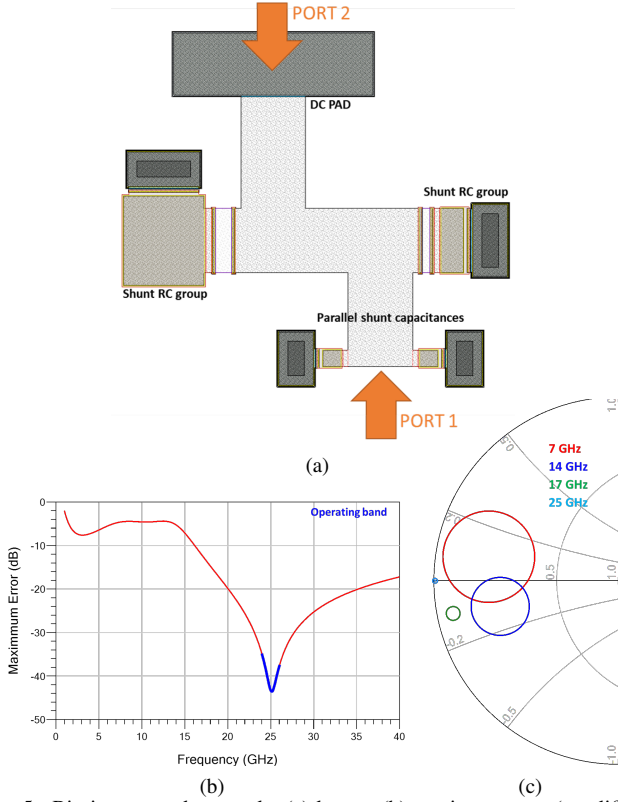 PORT 2
DC PAD
Shunt RC group
Shunt RC group
Parallel shunt capacitances
PORT 1
(a)
7 GHz
14 GHz
17 GHz
25 GHz
1.0
0.5
0.2
0.5
1.0
-0.2
-0.5
-1.0
Operating band
Maximmum Error (dB)
0
-10
-20
-30
-40
-50
0 5 10 15 20 25 30 35 40
Frequency (GHz)
(b)
(c)